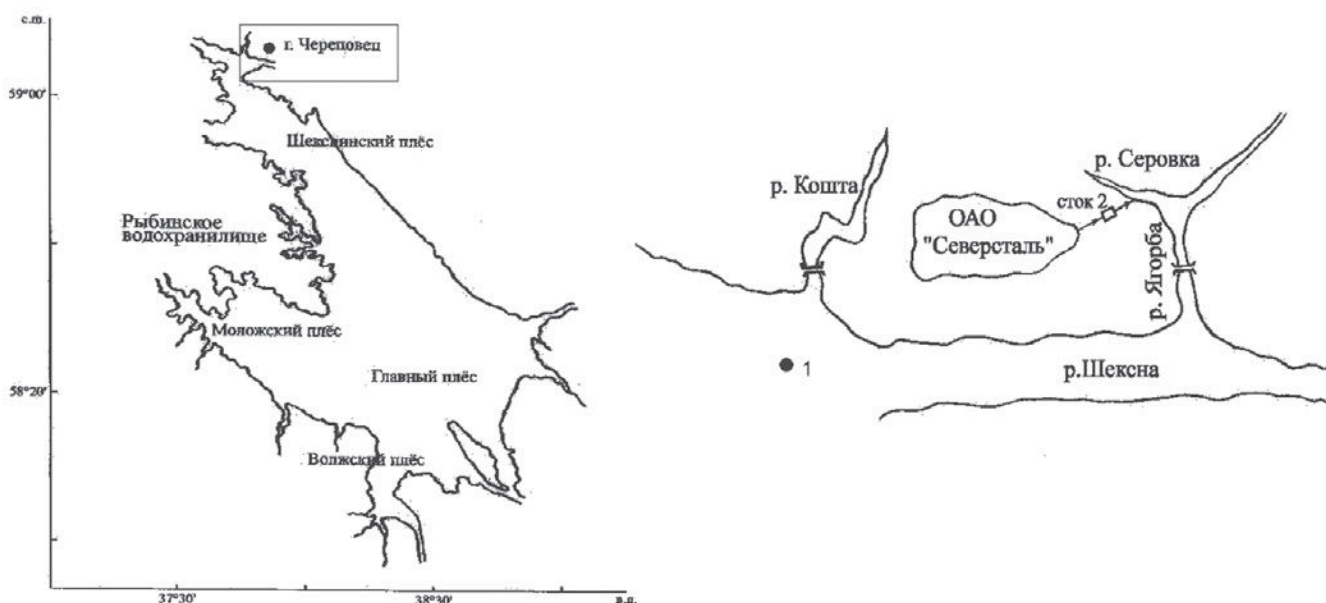 с.ш.
г. Череповец
59°00'
Шекснинский плёс
Рыбинское
водохранилище
Моложский плёс
Главный плёс
58°20'
Волжский плёс
37°30'
38°30'
в.д.
р. Кошта
р. Серовка
сток 2
ОАО
"Северсталь"
р. Ягорба
1
р.Шексна